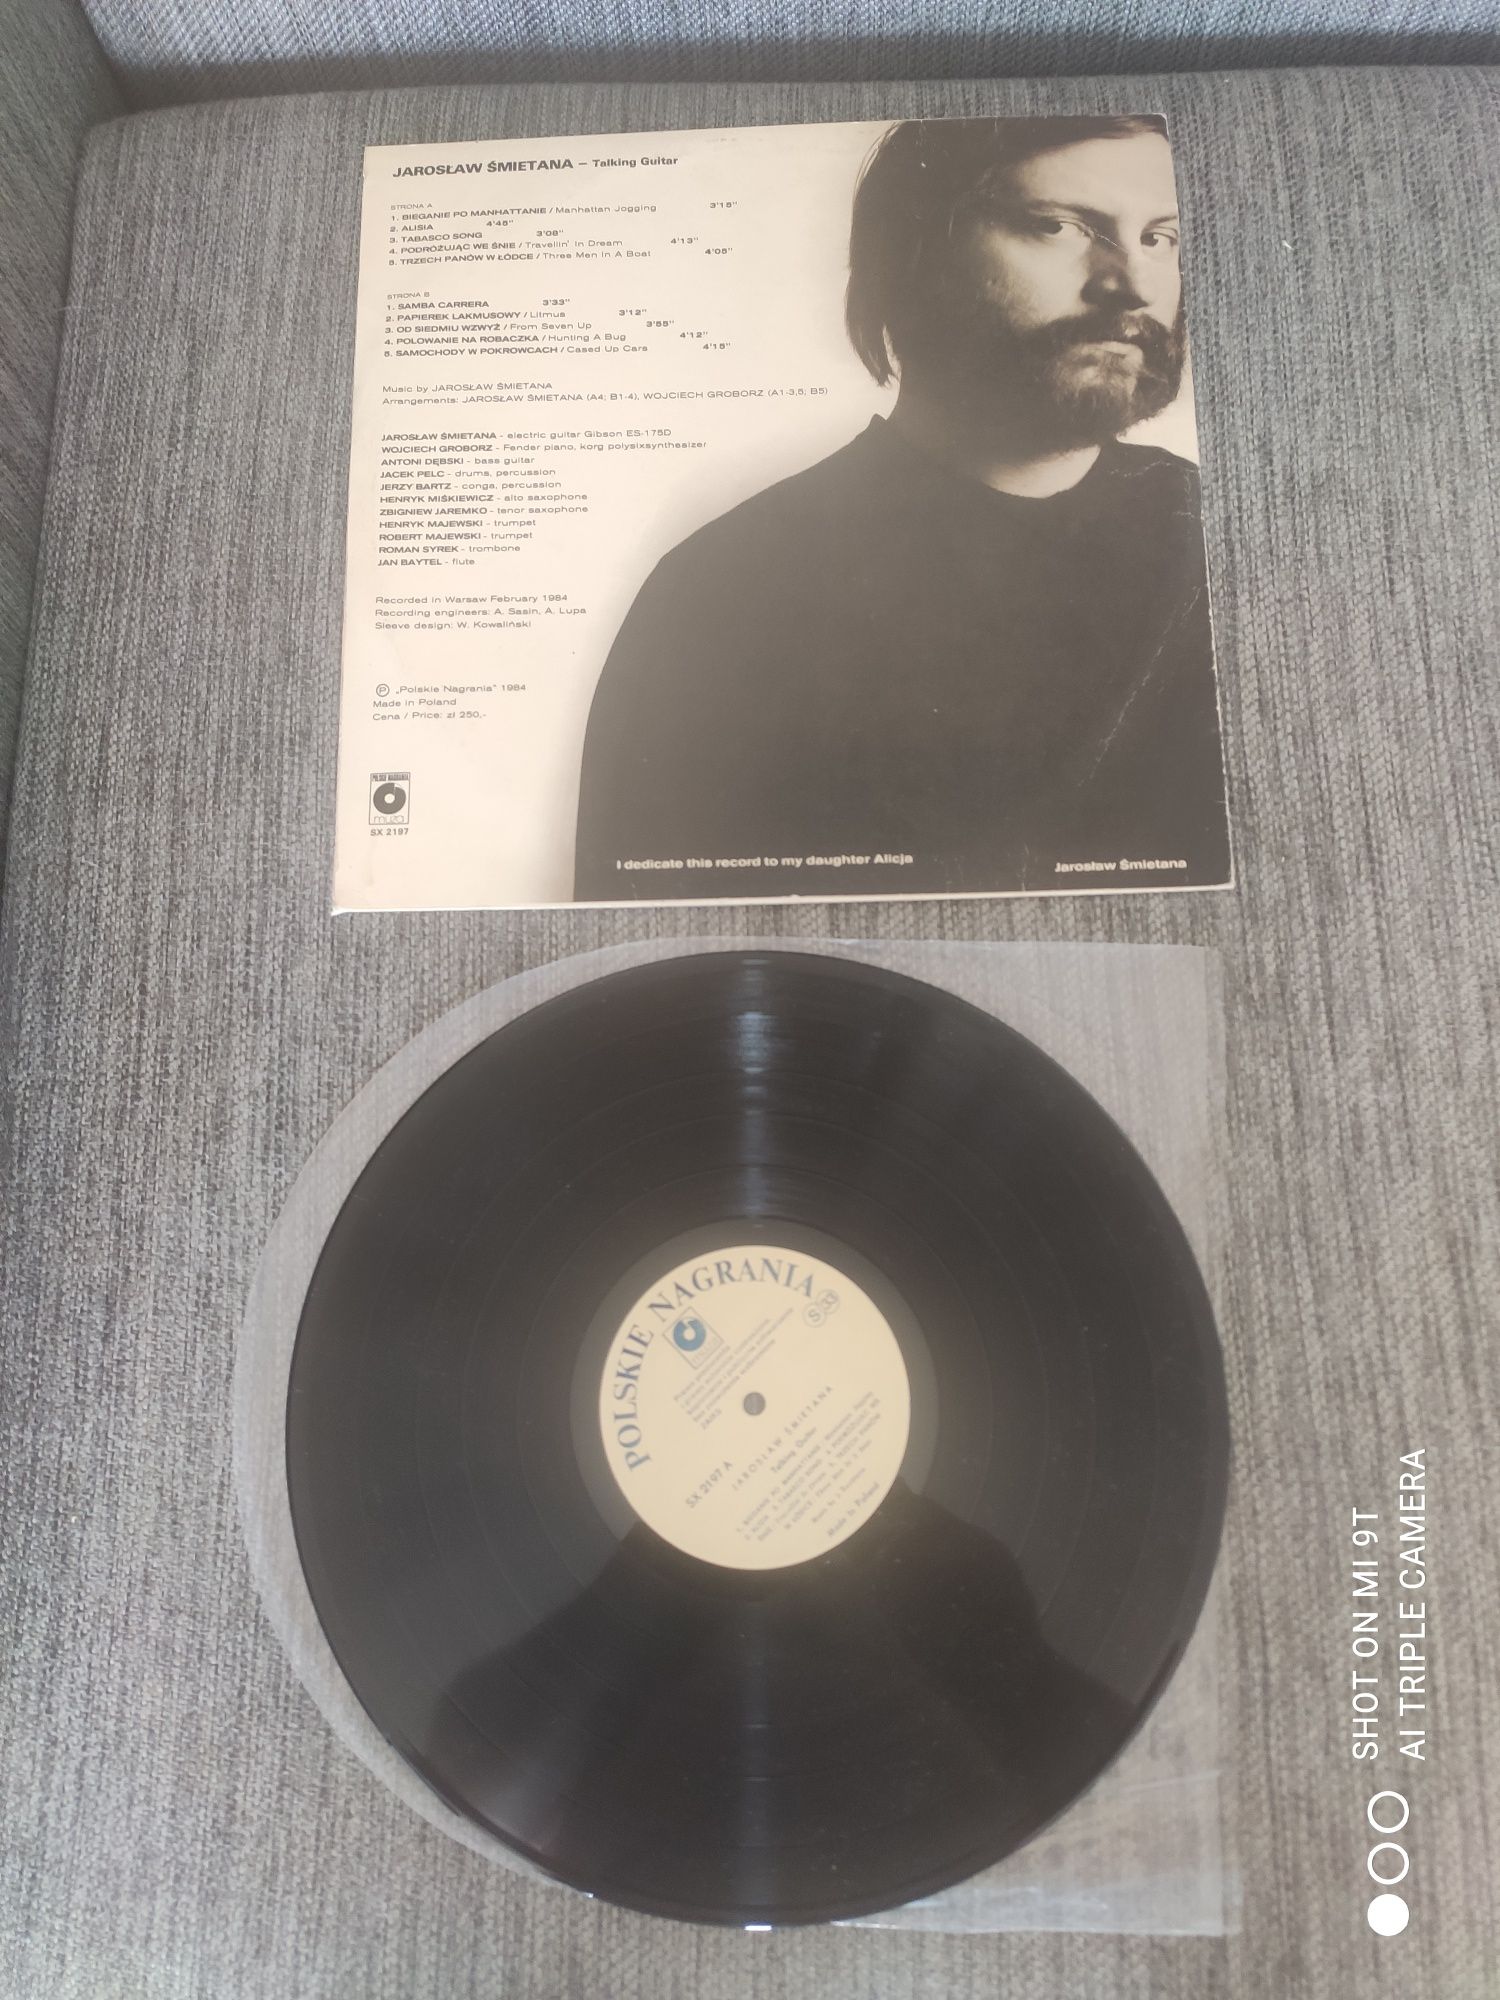 JAROSŁAW ŚMIETANA – Talking Guitar
STRONA A
1. BIEGANIE PO MANHATTANIE / Manhattan Jogging 3'15"
2. ALISIA 4'45"
3. TABASCO SONG 3'08"
4. PODRÓŻUJĄC WE ŚNIE / Travellin' In Dream 4'13"
5. TRZECH PANÓW W ŁÓDCE / Three Men In A Boat 4'05"
STRONA B
1. SAMBA CARRERA 3'33"
2. PAPIEREK LAKMUSOWY / Litmus 3'12"
3. OD SIEDMIU WZWYŻ / From Seven Up 3'55"
4. POLOWANIE NA ROBACZKA / Hunting A Bug 4'12"
5. SAMOCHODY W POKROWCACH / Cased Up Cars 4'15"
Music by JAROSŁAW ŚMIETANA
Arrangements: JAROSŁAW ŚMIETANA (A4; B1-4), WOJCIECH GROBORZ (A1-3,5; B5)
JAROSŁAW ŚMIETANA - electric guitar Gibson ES-175D
WOJCIECH GROBORZ - Fender piano, korg polysixsynthesizer
ANTONI DĘBSKI - bass guitar
JACEK PELC - drums, percussion
JERZY BARTZ - conga, percussion
HENRYK MIŚKIEWICZ - alto saxophone
ZBIGNIEW JAREMKO - tenor saxophone
HENRYK MAJEWSKI - trumpet
ROBERT MAJEWSKI - trumpet
ROMAN SYREK - trombone
JAN BAYTEL - flute
Recorded in Warsaw February 1984
Recording engineers: A. Sasin, A. Lupa
Sleeve design: W. Kowaliński
Ⓟ „Polskie Nagrania" 1984
Made in Poland
Cena / Price: zł 250,-
POLSKIE NAGRANIA
muza
SX 2197
I dedicate this record to my daughter Alicja
Jarosław Śmietana
POLSKIE NAGRANIA
S 33
SX 2197 A
JAROSŁAW ŚMIETANA
Talking Guitar
Made in Poland
SHOT ON MI 9T
AI TRIPLE CAMERA